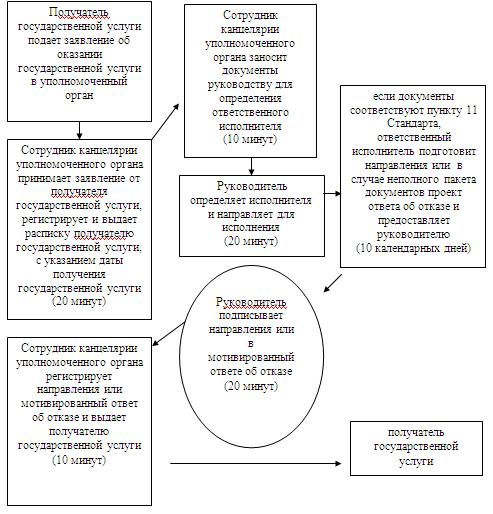 Получатель
государственной услуги
подает заявление об
оказании
государственной услуги
в уполномоченный
орган
Сотрудник канцелярии
уполномоченного органа
принимает заявление от
получателя
государственной услуги,
регистрирует и выдает
расписку получателю
государственной услуги,
с указанием даты
получения
государственной услуги
(20 минут)
Сотрудник
канцелярии
уполномоченного
органа заносит
документы
руководству для
определения
ответственного
исполнителя
(10 минут)
Руководитель
определяет исполнителя
и направляет для
исполнения
(20 минут)
если документы
соответствуют пункту 11
Стандарта,
ответственный
исполнитель подготовит
направления или в
случае неполного пакета
документов проект
ответа об отказе и
предоставляет
руководителю
(10 календарных дней)
Руководитель
подписывает
направления или
в
мотивированный
ответе об отказе
(20 минут)
Сотрудник канцелярии
уполномоченного органа
регистрирует
направления или
мотивированный ответ
об отказе и выдает
получателю
государственной услуги
(10 минут)
получатель
государственной
услуги